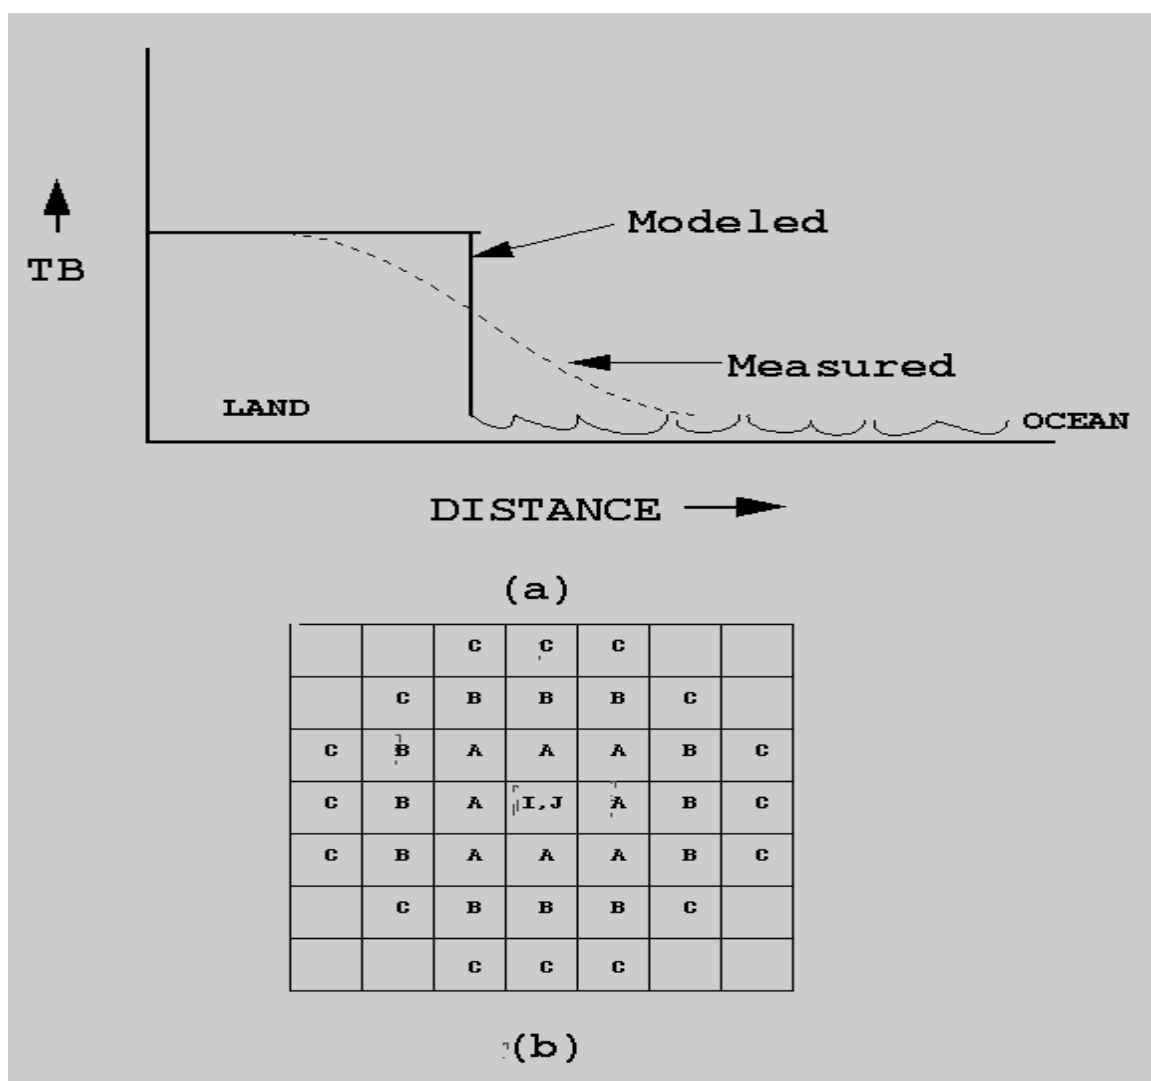 Modeled
TB
Measured
LAND
OCEAN
DISTANCE
(a)
C C C
C B B B C
C B A A A B C
C B A I,J A B C
C B A A A B C
C B B B C
C C C
(b)